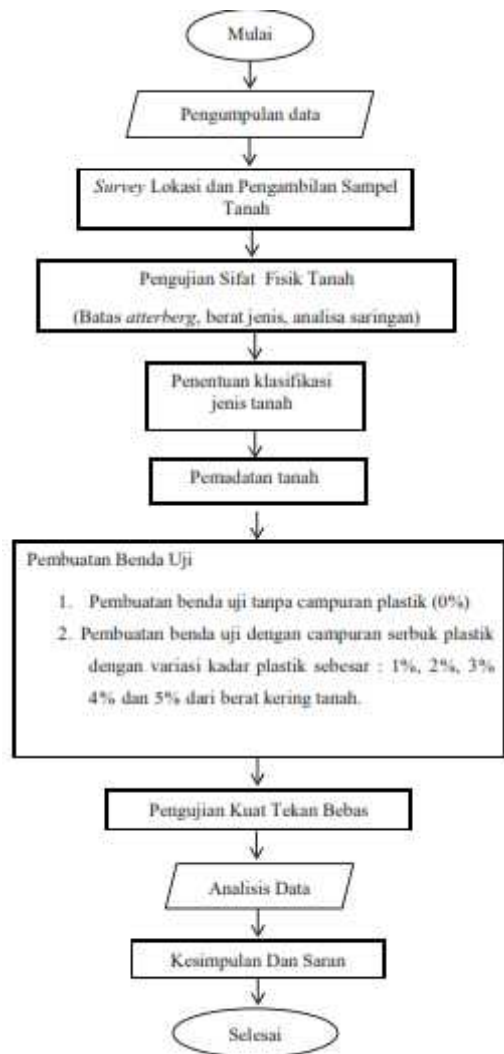 Mulai
Pengumpulan data
Survey Lokasi dan Pengambilan Sampel
Tanah
Pengujian Sifat Fisik Tanah
(Batas atterberg, berat jenis, analisa saringan)
Penentuan klasifikasi
jenis tanah
Pemadatan tanah
Pembuatan Benda Uji
1. Pembuatan benda uji tanpa campuran plastik (0%)
2. Pembuatan benda uji dengan campuran serbuk plastik
dengan variasi kadar plastik sebesar : 1%, 2%, 3%
4% dan 5% dari berat kering tanah.
Pengujian Kuat Tekan Bebas
Analisis Data
Kesimpulan Dan Saran
Selesai